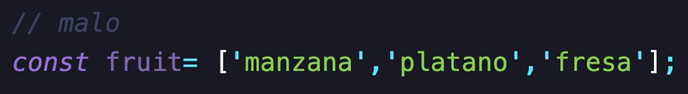 // malo
const fruit= ['manzana','platano','fresa'];